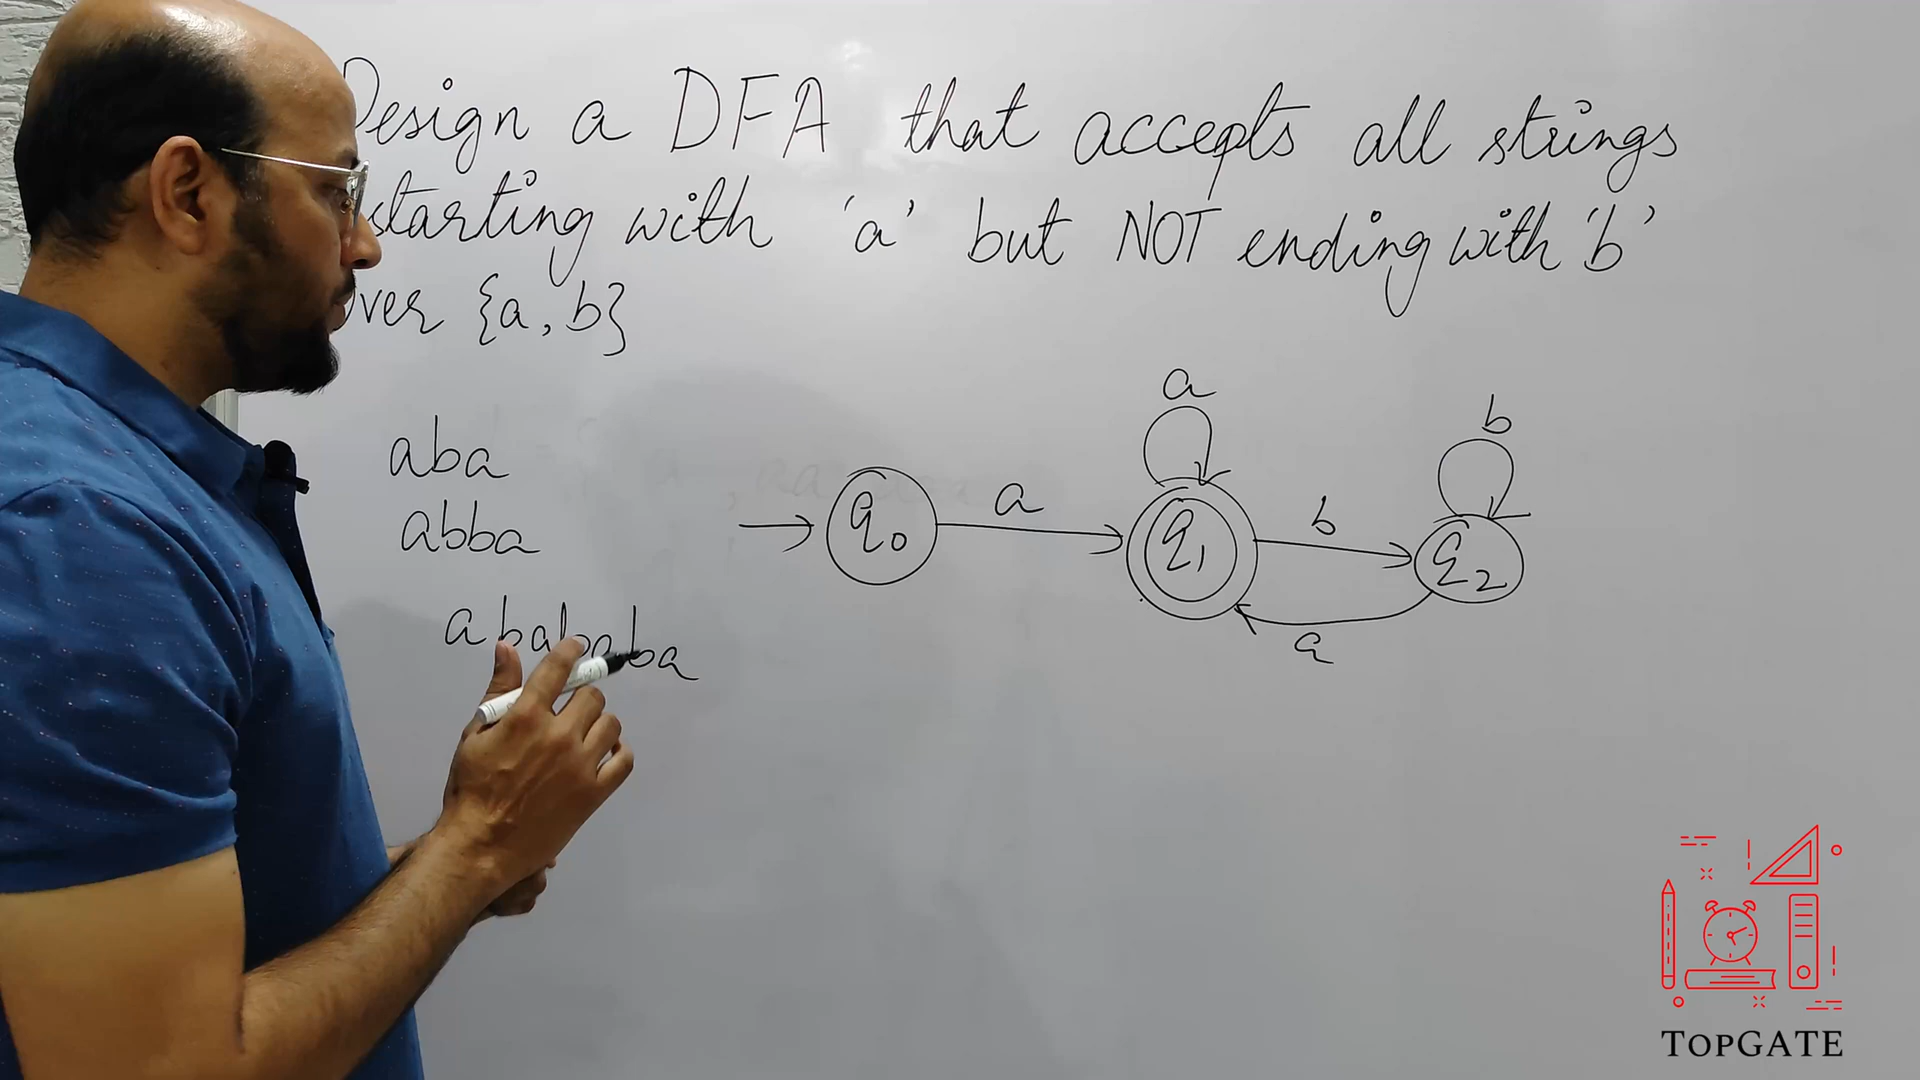 Design a DFA that accepts all strings
starting with 'a' but NOT ending with 'b'
over {a, b}
aba
abba
abababa
a
b
q0
a
q1
b
q2
a
TOPGATE